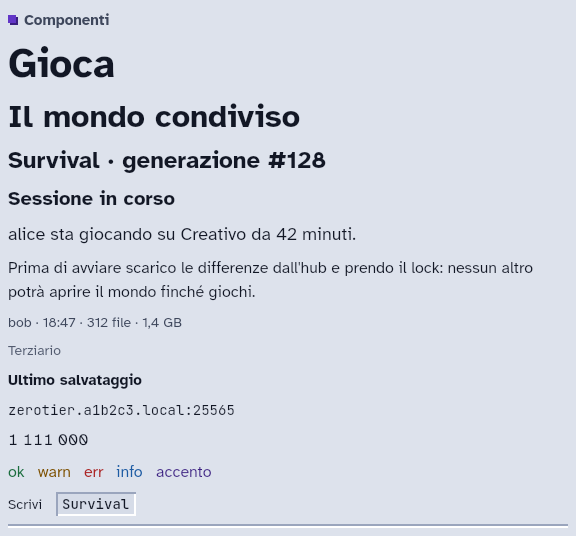 Componenti
Gioca
Il mondo condiviso
Survival · generazione #128
Sessione in corso
alice sta giocando su Creativo da 42 minuti.
Prima di avviare scarico le differenze dall'hub e prendo il lock: nessun altro
potrà aprire il mondo finché giochi.
bob · 18:47 · 312 file · 1,4 GB
Terziario
Ultimo salvataggio
zerotier.a1b2c3.local:25565
1 111 000
ok warn err info accento
Scrivi Survival